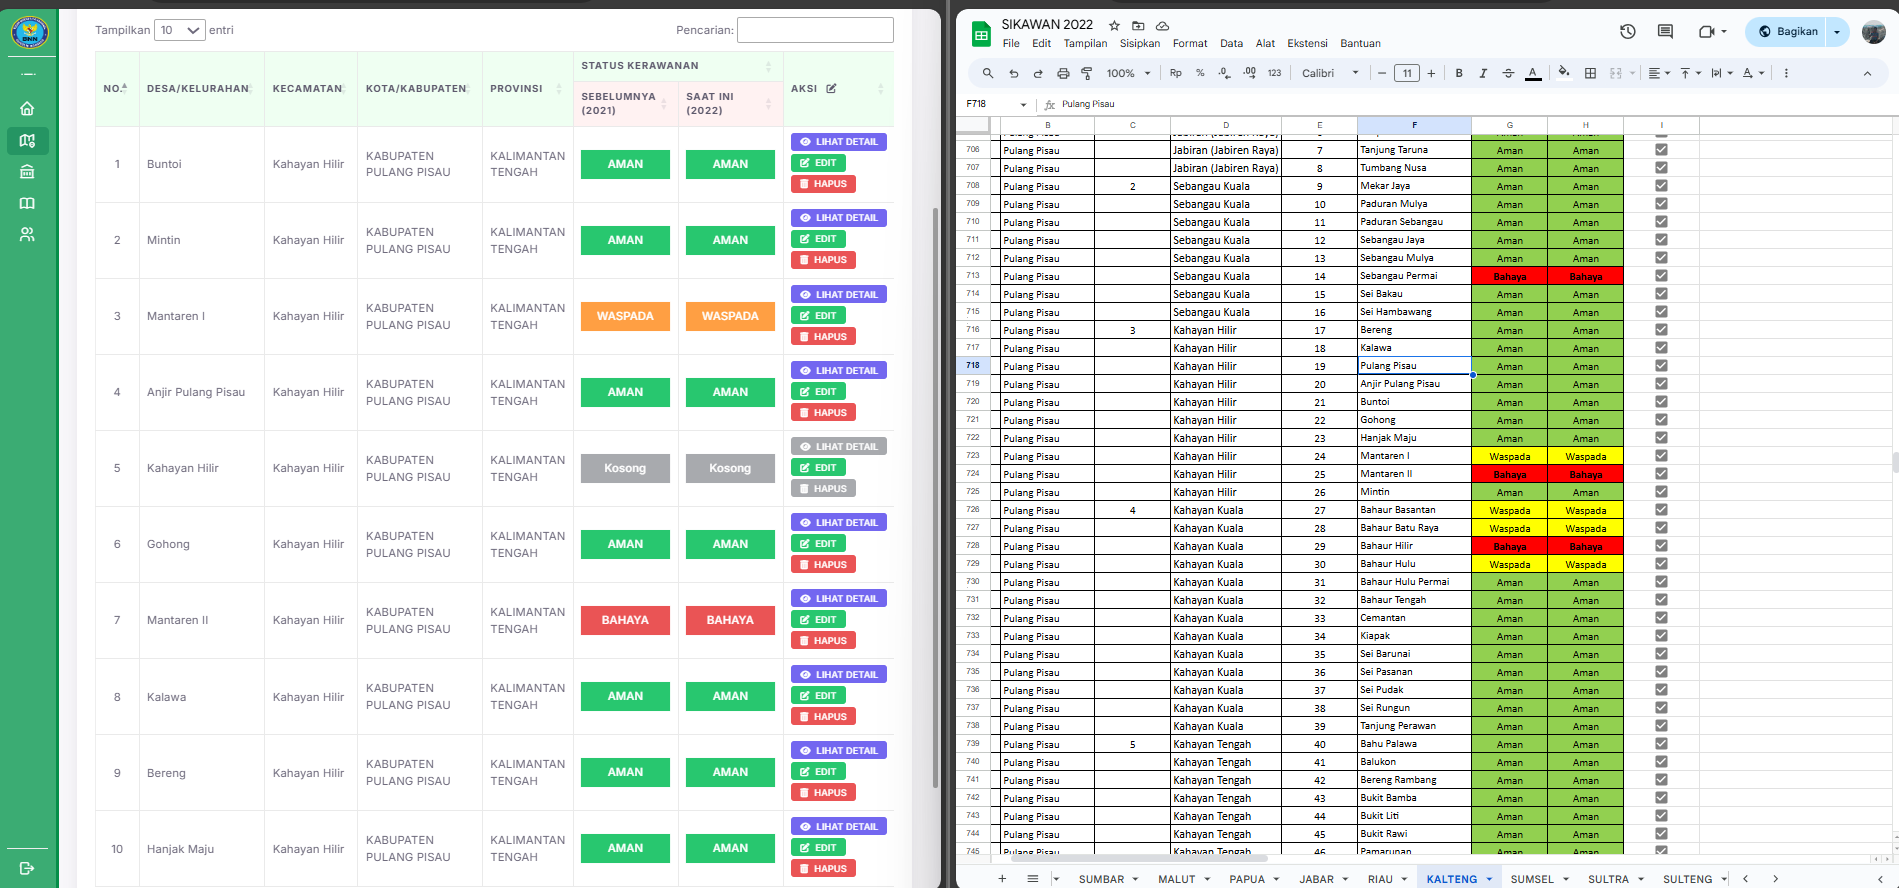 Tampilkan 10 entri
Pencarian:
NO. DESA/KELURAHAN KECAMATAN KOTA/KABUPATEN PROVINSI STATUS KERAWANAN AKSI
SEBELUMNYA (2021) SAAT INI (2022)
1 Buntoi Kahayan Hilir KABUPATEN PULANG PISAU KALIMANTAN TENGAH AMAN AMAN LIHAT DETAIL EDIT HAPUS
2 Mintin Kahayan Hilir KABUPATEN PULANG PISAU KALIMANTAN TENGAH AMAN AMAN LIHAT DETAIL EDIT HAPUS
3 Mantaren I Kahayan Hilir KABUPATEN PULANG PISAU KALIMANTAN TENGAH WASPADA WASPADA LIHAT DETAIL EDIT HAPUS
4 Anjir Pulang Pisau Kahayan Hilir KABUPATEN PULANG PISAU KALIMANTAN TENGAH AMAN AMAN LIHAT DETAIL EDIT HAPUS
5 Kahayan Hilir Kahayan Hilir KABUPATEN PULANG PISAU KALIMANTAN TENGAH Kosong Kosong LIHAT DETAIL EDIT HAPUS
6 Gohong Kahayan Hilir KABUPATEN PULANG PISAU KALIMANTAN TENGAH AMAN AMAN LIHAT DETAIL EDIT HAPUS
7 Mantaren II Kahayan Hilir KABUPATEN PULANG PISAU KALIMANTAN TENGAH BAHAYA BAHAYA LIHAT DETAIL EDIT HAPUS
8 Kalawa Kahayan Hilir KABUPATEN PULANG PISAU KALIMANTAN TENGAH AMAN AMAN LIHAT DETAIL EDIT HAPUS
9 Bereng Kahayan Hilir KABUPATEN PULANG PISAU KALIMANTAN TENGAH AMAN AMAN LIHAT DETAIL EDIT HAPUS
10 Hanjak Maju Kahayan Hilir KABUPATEN PULANG PISAU KALIMANTAN TENGAH AMAN AMAN LIHAT DETAIL EDIT HAPUS
SIKAWAN 2022
File Edit Tampilan Sisipkan Format Data Alat Ekstensi Bantuan
Bagikan
100% Rp % .0 .00 123 Calibri 11 B I A
F718 fx Pulang Pisau
B C D E F G H I
706 Pulang Pisau Jabiran (Jabiren Raya) 7 Tanjung Taruna Aman Aman
707 Pulang Pisau Jabiran (Jabiren Raya) 8 Tumbang Nusa Aman Aman
708 Pulang Pisau 2 Sebangau Kuala 9 Mekar Jaya Aman Aman
709 Pulang Pisau Sebangau Kuala 10 Paduran Mulya Aman Aman
710 Pulang Pisau Sebangau Kuala 11 Paduran Sebangau Aman Aman
711 Pulang Pisau Sebangau Kuala 12 Sebangau Jaya Aman Aman
712 Pulang Pisau Sebangau Kuala 13 Sebangau Mulya Aman Aman
713 Pulang Pisau Sebangau Kuala 14 Sebangau Permai Bahaya Bahaya
714 Pulang Pisau Sebangau Kuala 15 Sei Bakau Aman Aman
715 Pulang Pisau Sebangau Kuala 16 Sei Hambawang Aman Aman
716 Pulang Pisau 3 Kahayan Hilir 17 Bereng Aman Aman
717 Pulang Pisau Kahayan Hilir 18 Kalawa Aman Aman
718 Pulang Pisau Kahayan Hilir 19 Pulang Pisau Aman Aman
719 Pulang Pisau Kahayan Hilir 20 Anjir Pulang Pisau Aman Aman
720 Pulang Pisau Kahayan Hilir 21 Buntoi Aman Aman
721 Pulang Pisau Kahayan Hilir 22 Gohong Aman Aman
722 Pulang Pisau Kahayan Hilir 23 Hanjak Maju Aman Aman
723 Pulang Pisau Kahayan Hilir 24 Mantaren I Waspada Waspada
724 Pulang Pisau Kahayan Hilir 25 Mantaren II Bahaya Bahaya
725 Pulang Pisau Kahayan Hilir 26 Mintin Aman Aman
726 Pulang Pisau 4 Kahayan Kuala 27 Bahaur Basantan Waspada Waspada
727 Pulang Pisau Kahayan Kuala 28 Bahaur Batu Raya Waspada Waspada
728 Pulang Pisau Kahayan Kuala 29 Bahaur Hilir Bahaya Bahaya
729 Pulang Pisau Kahayan Kuala 30 Bahaur Hulu Waspada Waspada
730 Pulang Pisau Kahayan Kuala 31 Bahaur Hulu Permai Aman Aman
731 Pulang Pisau Kahayan Kuala 32 Bahaur Tengah Aman Aman
732 Pulang Pisau Kahayan Kuala 33 Cemantan Aman Aman
733 Pulang Pisau Kahayan Kuala 34 Kiapak Aman Aman
734 Pulang Pisau Kahayan Kuala 35 Sei Barunai Aman Aman
735 Pulang Pisau Kahayan Kuala 36 Sei Pasanan Aman Aman
736 Pulang Pisau Kahayan Kuala 37 Sei Pudak Aman Aman
737 Pulang Pisau Kahayan Kuala 38 Sei Rungun Aman Aman
738 Pulang Pisau Kahayan Kuala 39 Tanjung Perawan Aman Aman
739 Pulang Pisau 5 Kahayan Tengah 40 Bahu Palawa Aman Aman
740 Pulang Pisau Kahayan Tengah 41 Balukon Aman Aman
741 Pulang Pisau Kahayan Tengah 42 Bereng Rambang Aman Aman
742 Pulang Pisau Kahayan Tengah 43 Bukit Bamba Aman Aman
743 Pulang Pisau Kahayan Tengah 44 Bukit Liti Aman Aman
744 Pulang Pisau Kahayan Tengah 45 Bukit Rawi Aman Aman
745 Pulang Pisau Kahayan Tengah 46 Pamarunan Aman Aman
SUMBAR MALUT PAPUA JABAR RIAU KALTENG SUMSEL SULTRA SULTENG